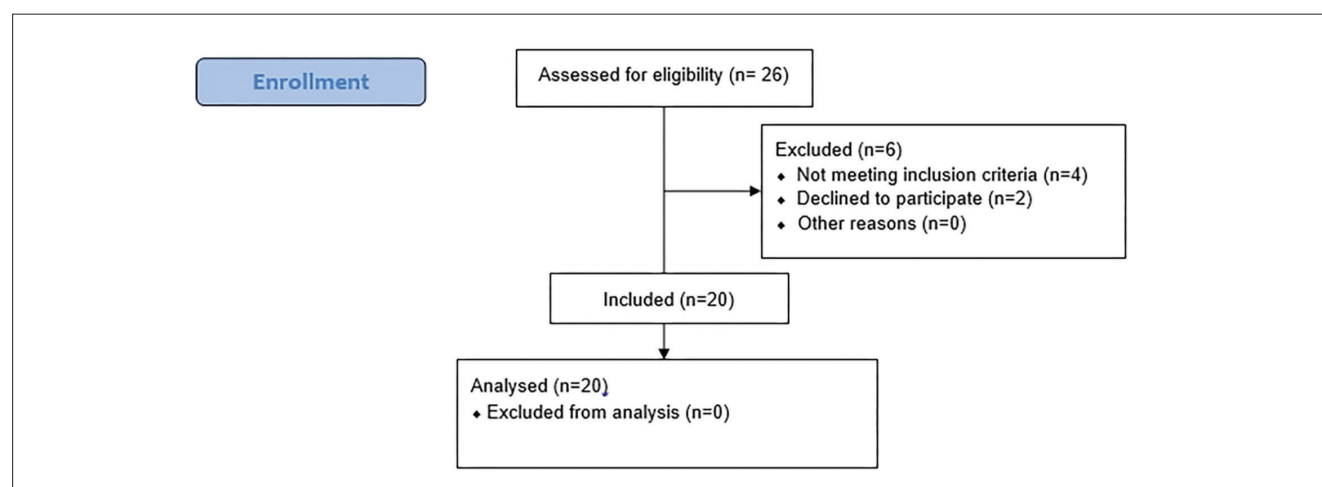 Enrollment
Assessed for eligibility (n= 26)
Excluded (n=6)
⬥ Not meeting inclusion criteria (n=4)
⬥ Declined to participate (n=2)
⬥ Other reasons (n=0)
Included (n=20)
Analysed (n=20)
⬥ Excluded from analysis (n=0)